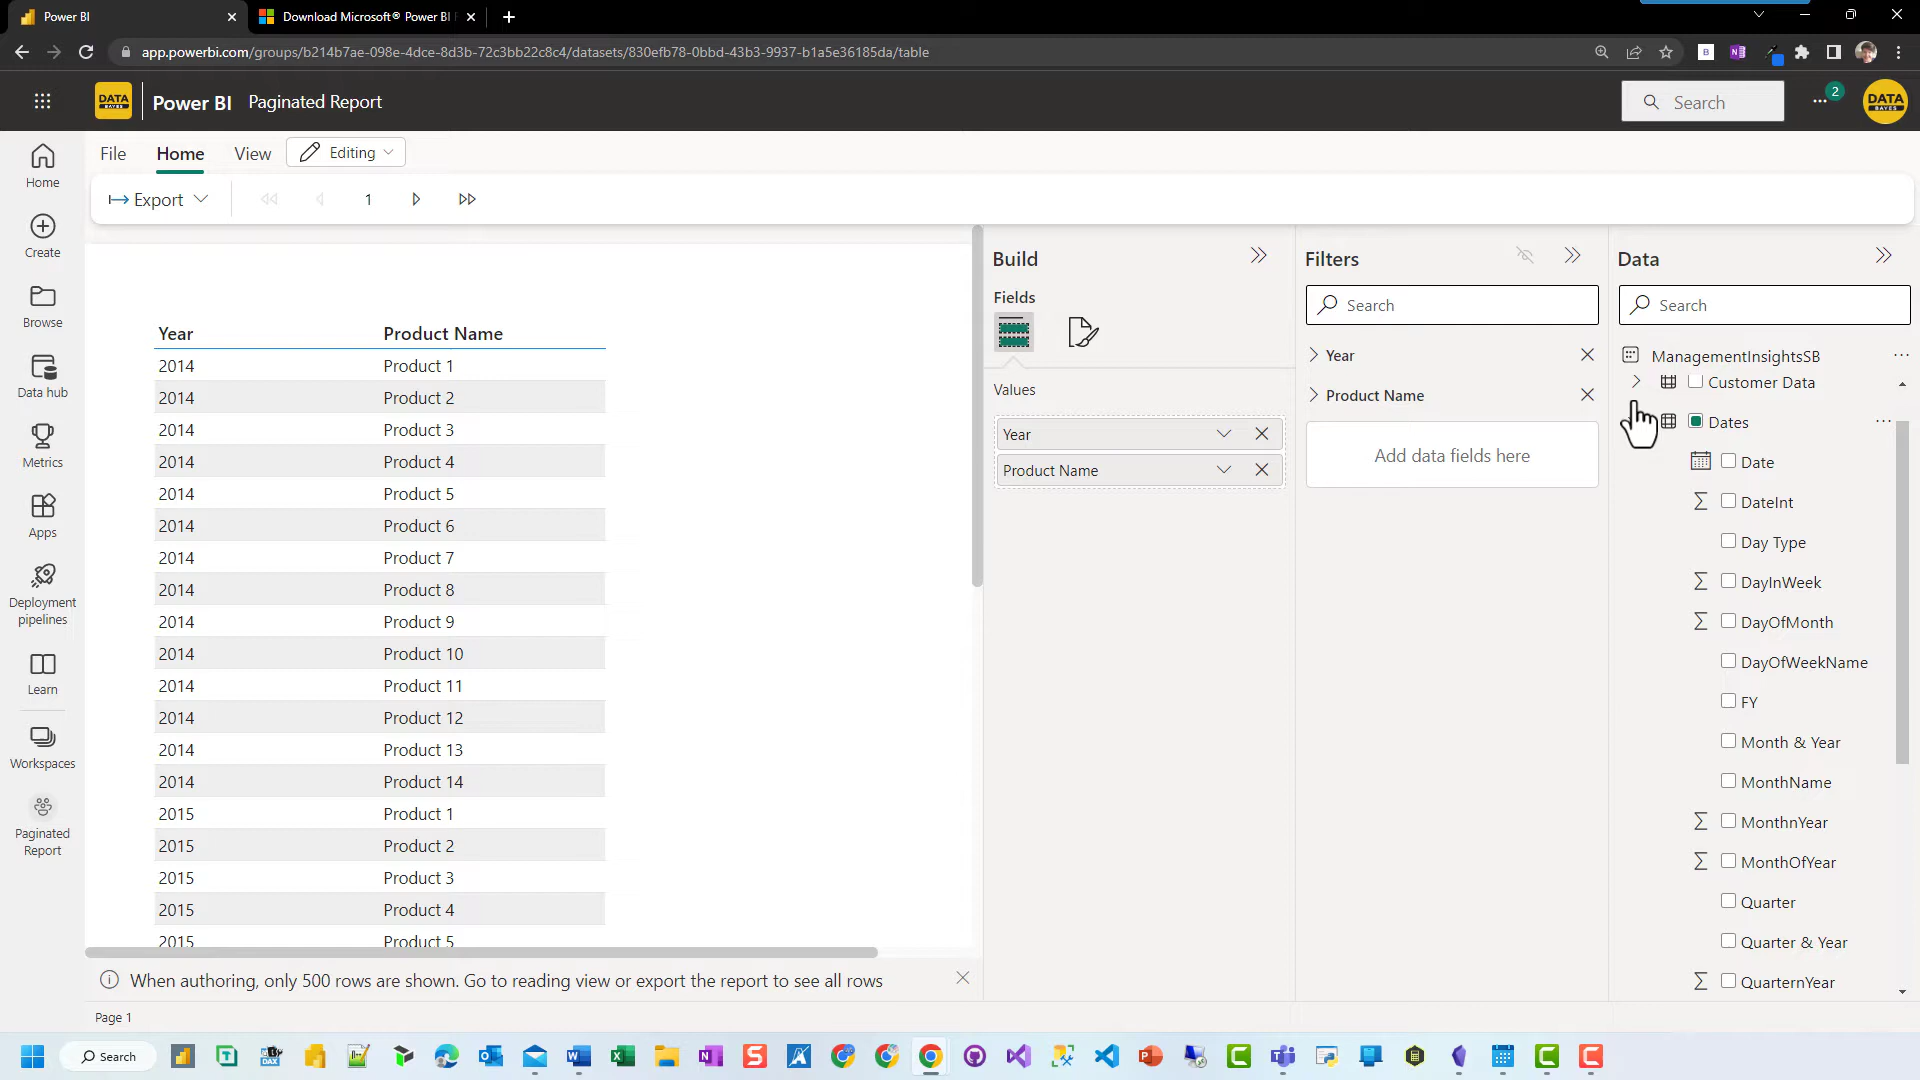 Power BI
Download Microsoft® Power BI
app.powerbi.com/groups/b214b7ae-098e-4dce-8d3b-72c3bb22c8c4/datasets/830efb78-0bbd-43b3-9937-b1a5e36185da/table
DATA BAYES
Power BI
Paginated Report
Search
2
DATA BAYES
File
Home
View
Editing
Export
1
Home
Create
Browse
Data hub
Metrics
Apps
Deployment
pipelines
Learn
Workspaces
Paginated
Report
Year Product Name
2014 Product 1
2014 Product 2
2014 Product 3
2014 Product 4
2014 Product 5
2014 Product 6
2014 Product 7
2014 Product 8
2014 Product 9
2014 Product 10
2014 Product 11
2014 Product 12
2014 Product 13
2014 Product 14
2015 Product 1
2015 Product 2
2015 Product 3
2015 Product 4
2015 Product 5
When authoring, only 500 rows are shown. Go to reading view or export the report to see all rows
Page 1
Build
Fields
Values
Year
Product Name
Filters
Search
Year
Product Name
Add data fields here
Data
Search
ManagementInsightsSB
Customer Data
Dates
Date
DateInt
Day Type
DayInWeek
DayOfMonth
DayOfWeekName
FY
Month & Year
MonthName
MonthnYear
MonthOfYear
Quarter
Quarter & Year
QuarternYear
Search